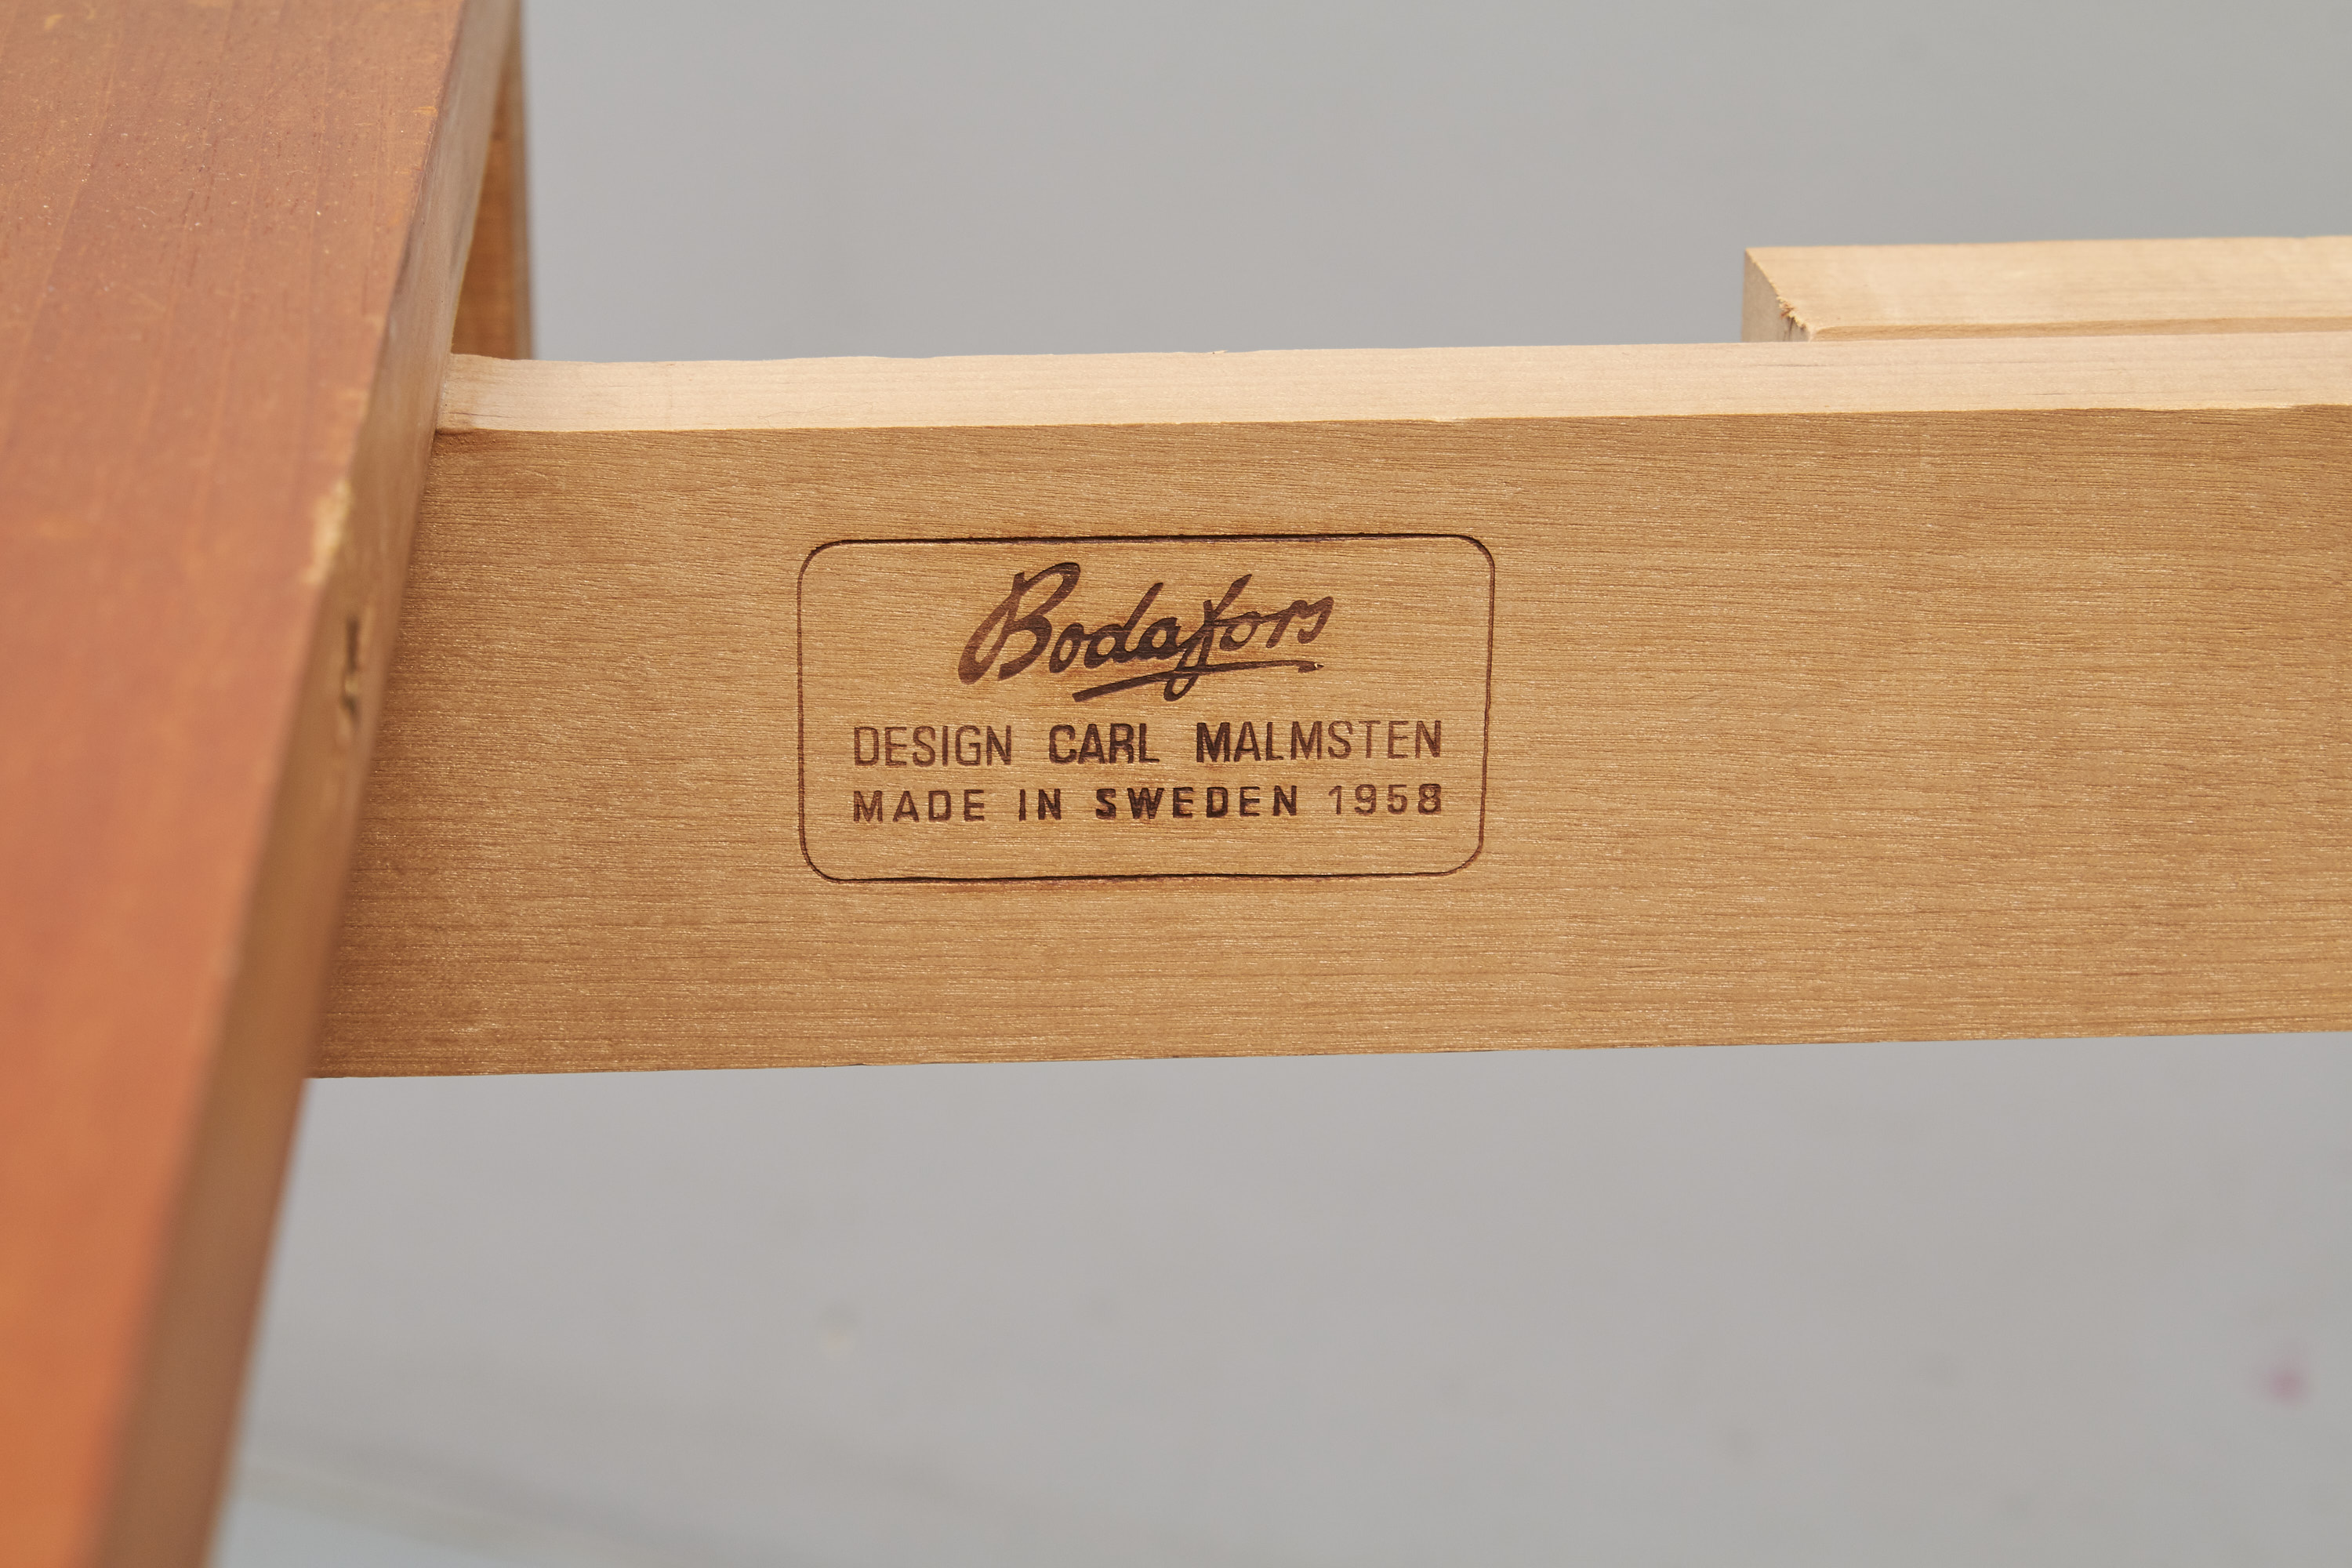 Bodafors
DESIGN CARL MALMSTEN
MADE IN SWEDEN 1958